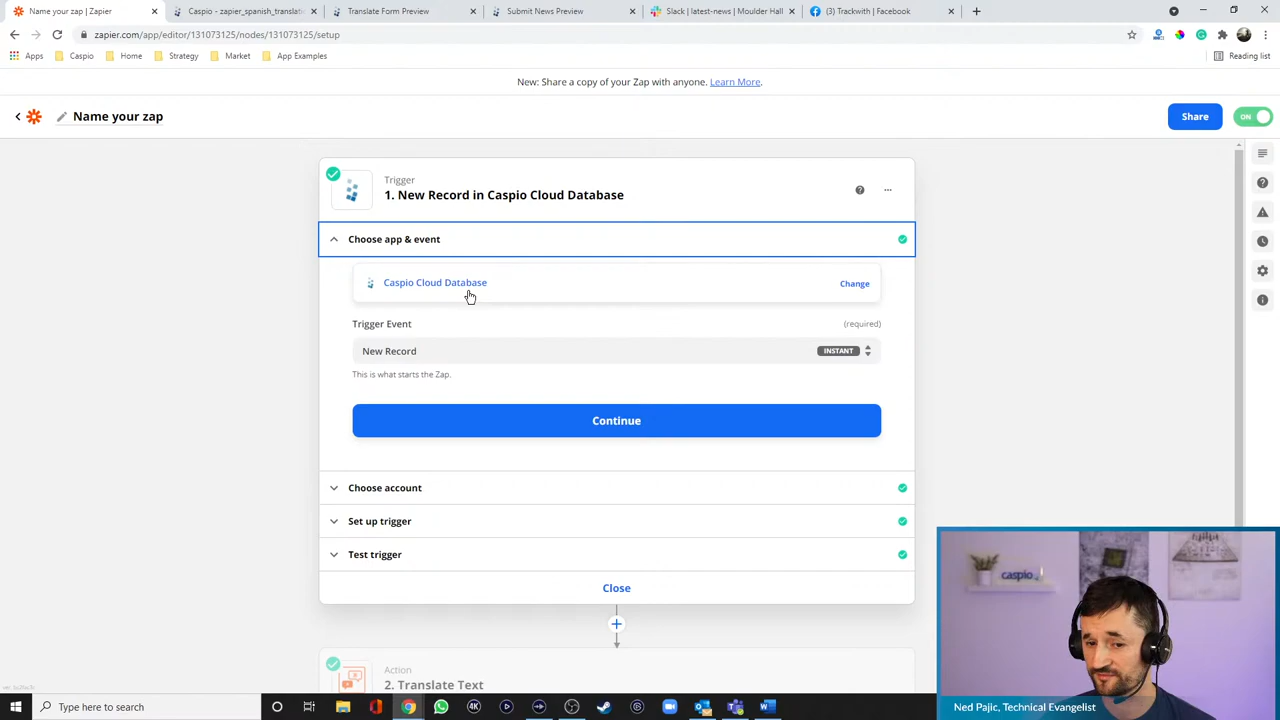 Name your zap | Zapier
Caspio - zapier_spanish_translati
Translate Form Preview
Submit News Preview
Slack | latest-news | Moulder Hall
(3) Trackwith | Facebook
zapier.com/app/editor/131073125/nodes/131073125/setup
Apps
Caspio
Home
Strategy
Market
App Examples
Reading list
New: Share a copy of your Zap with anyone. Learn More.
Name your zap
Share
ON
Trigger
1. New Record in Caspio Cloud Database
Choose app & event
Caspio Cloud Database
Change
Trigger Event
(required)
New Record
INSTANT
This is what starts the Zap.
Continue
Choose account
Set up trigger
Test trigger
Close
Action
2. Translate Text
caspio
Ned Pajic, Technical Evangelist
Type here to search
4K